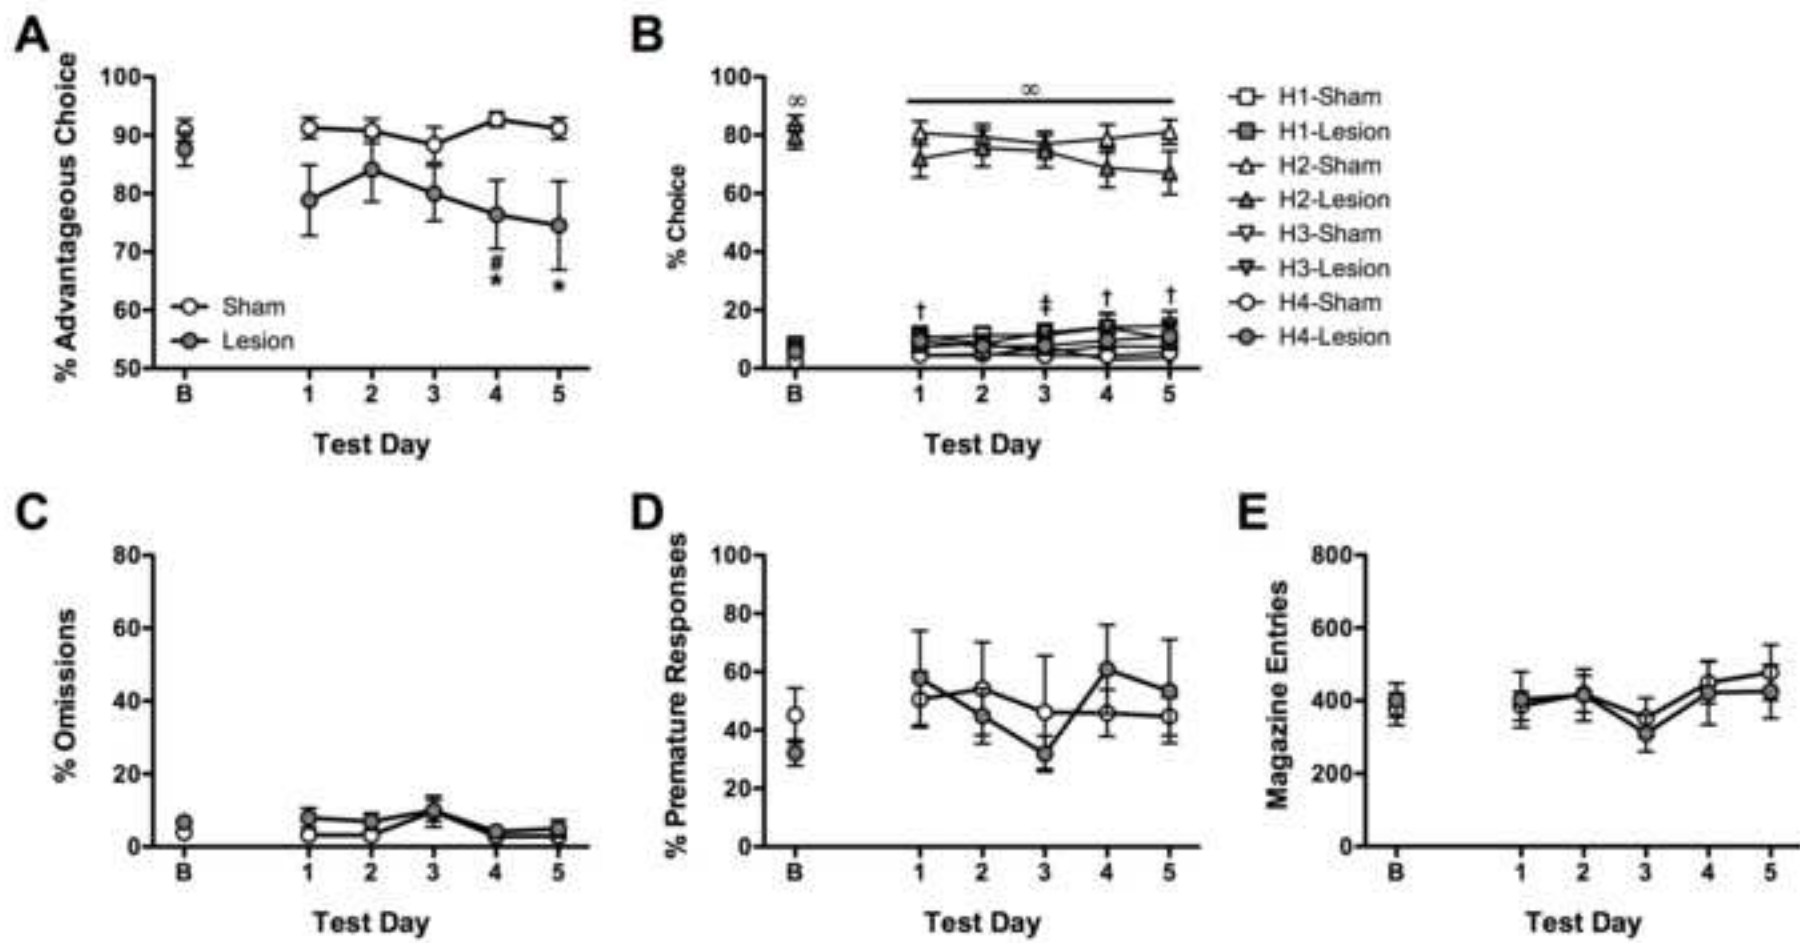 A
% Advantageous Choice
100
90
80
70
60
50
#
*
*
Sham
Lesion
B 1 2 3 4 5
Test Day
B
% Choice
100
80
60
40
20
0
∞
∞
† ‡ † †
B 1 2 3 4 5
Test Day
H1-Sham
H1-Lesion
H2-Sham
H2-Lesion
H3-Sham
H3-Lesion
H4-Sham
H4-Lesion
C
% Omissions
80
60
40
20
0
B 1 2 3 4 5
Test Day
D
% Premature Responses
100
80
60
40
20
0
B 1 2 3 4 5
Test Day
E
Magazine Entries
800
600
400
200
0
B 1 2 3 4 5
Test Day